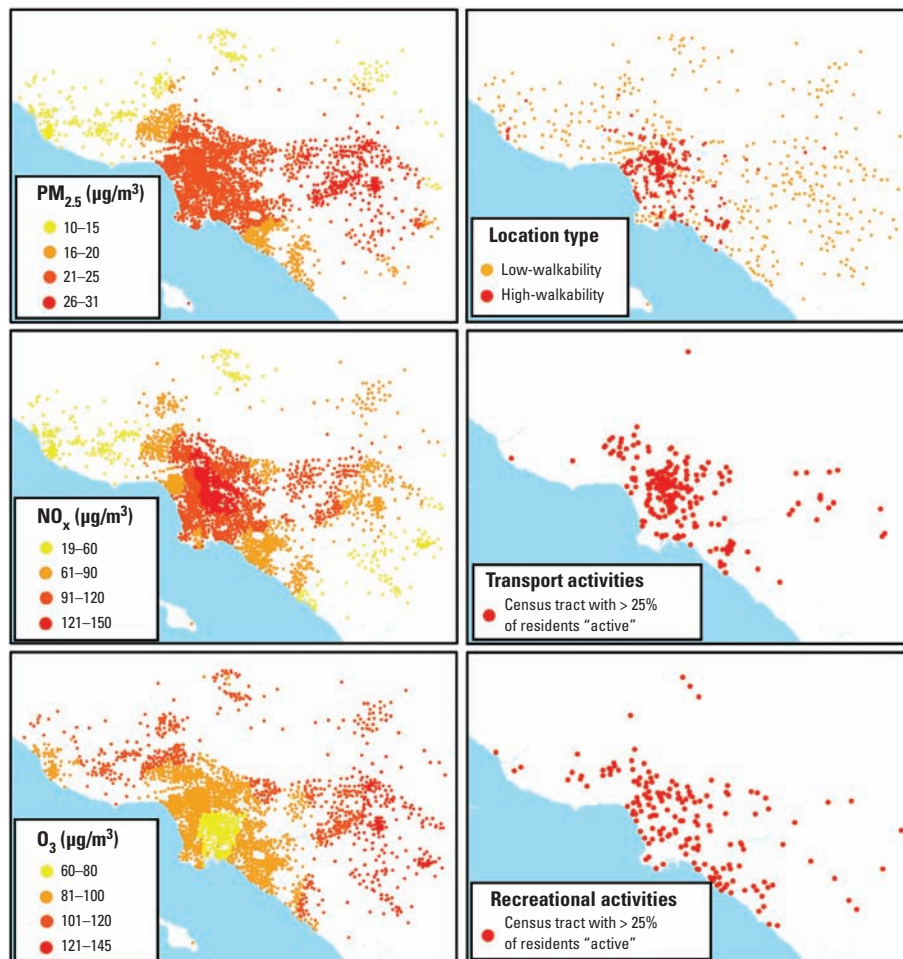 PM2.5 (µg/m3)
10–15
16–20
21–25
26–31
Location type
Low-walkability
High-walkability
NOx (µg/m3)
19–60
61–90
91–120
121–150
Transport activities
Census tract with > 25%
of residents “active”
O3 (µg/m3)
60–80
81–100
101–120
121–145
Recreational activities
Census tract with > 25%
of residents “active”